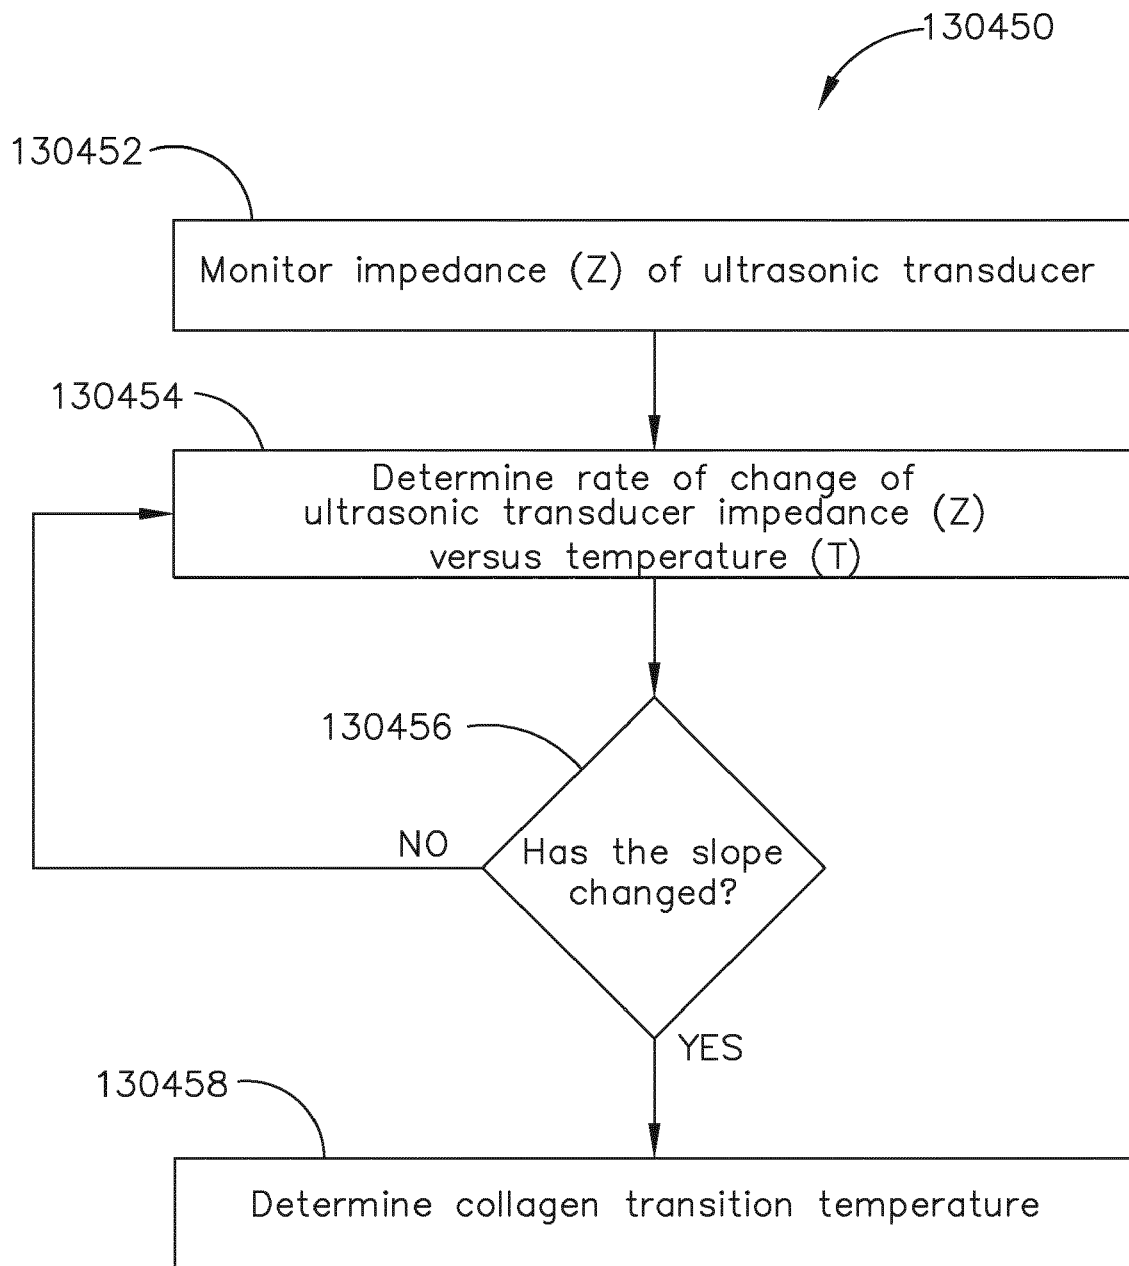 130450
130452
Monitor impedance (Z) of ultrasonic transducer
130454
Determine rate of change of
ultrasonic transducer impedance (Z)
versus temperature (T)
130456
NO
Has the slope
changed?
YES
130458
Determine collagen transition temperature